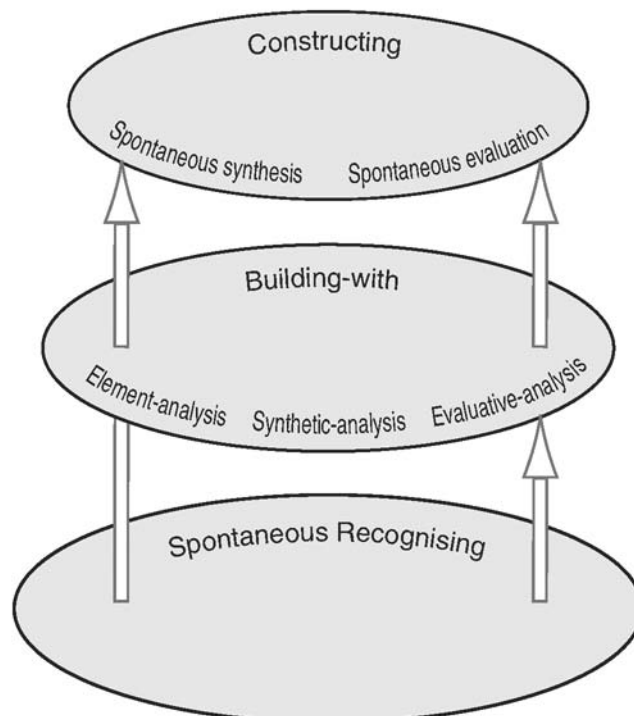 Constructing
Spontaneous synthesis
Spontaneous evaluation
Building-with
Element-analysis
Synthetic-analysis
Evaluative-analysis
Spontaneous Recognising